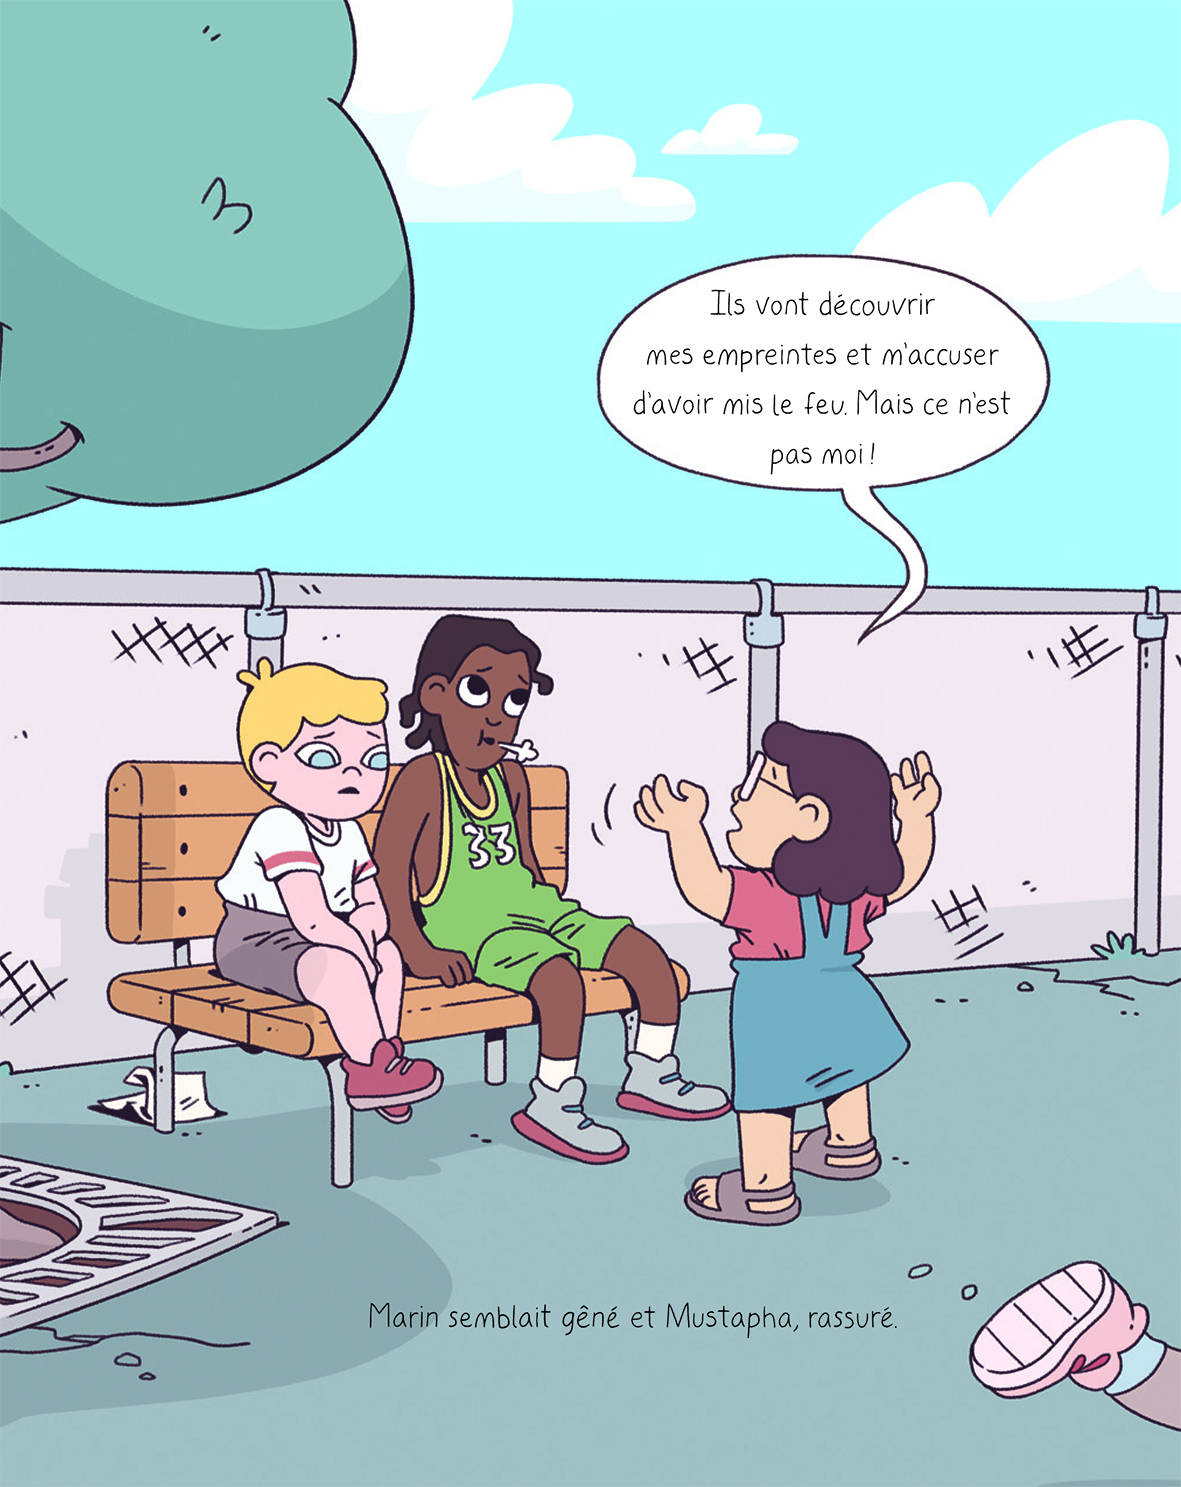 Ils vont découvrir
mes empreintes et m'accuser
d'avoir mis le feu. Mais ce n'est
pas moi !
33
Marin semblait gêné et Mustapha, rassuré.